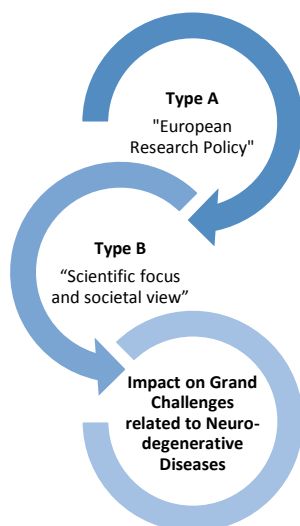 Type A
"European
Research Policy"
Type B
“Scientific focus
and societal view”
Impact on Grand
Challenges
related to Neuro-
degenerative
Diseases